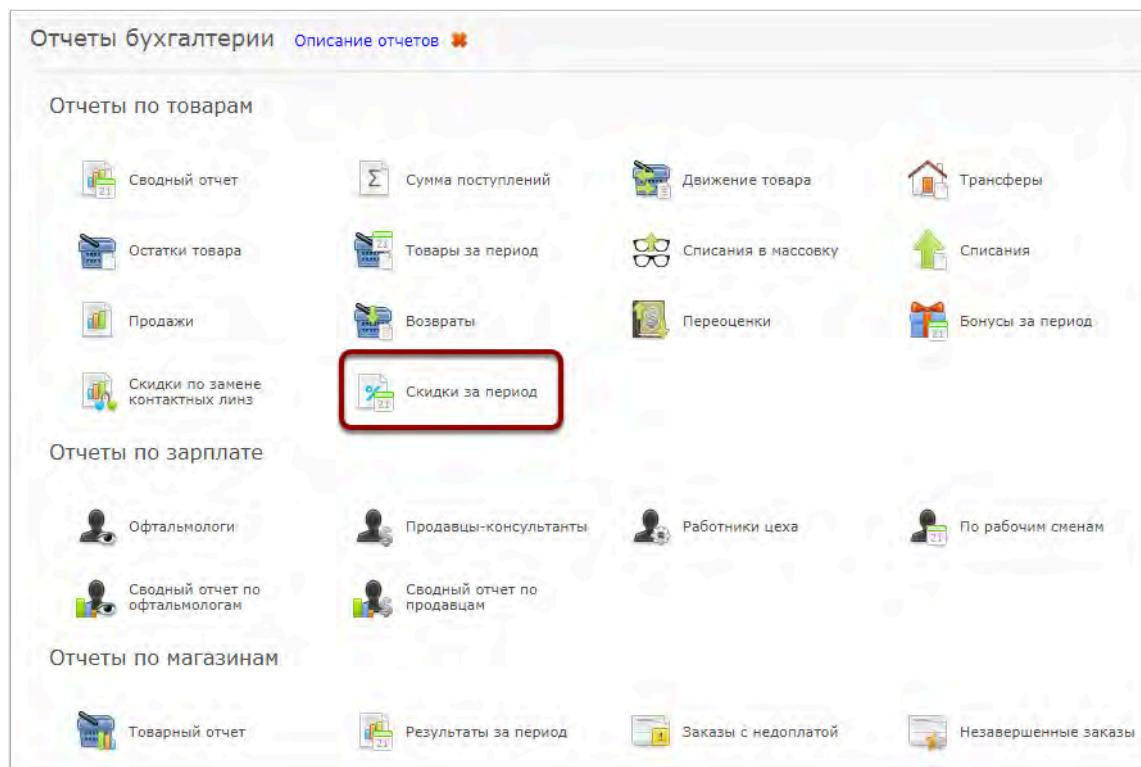 Отчеты бухгалтерии Описание отчетов
Отчеты по товарам
Сводный отчет Сумма поступлений Движение товара Трансферы
Остатки товара Товары за период Списания в массовку Списания
Продажи Возвраты Переоценки Бонусы за период
Скидки по замене
контактных линз
Скидки за период
Отчеты по зарплате
Офтальмологи Продавцы-консультанты Работники цеха По рабочим сменам
Сводный отчет по
офтальмологам
Сводный отчет по
продавцам
Отчеты по магазинам
Товарный отчет Результаты за период Заказы с недоплатой Незавершенные заказы